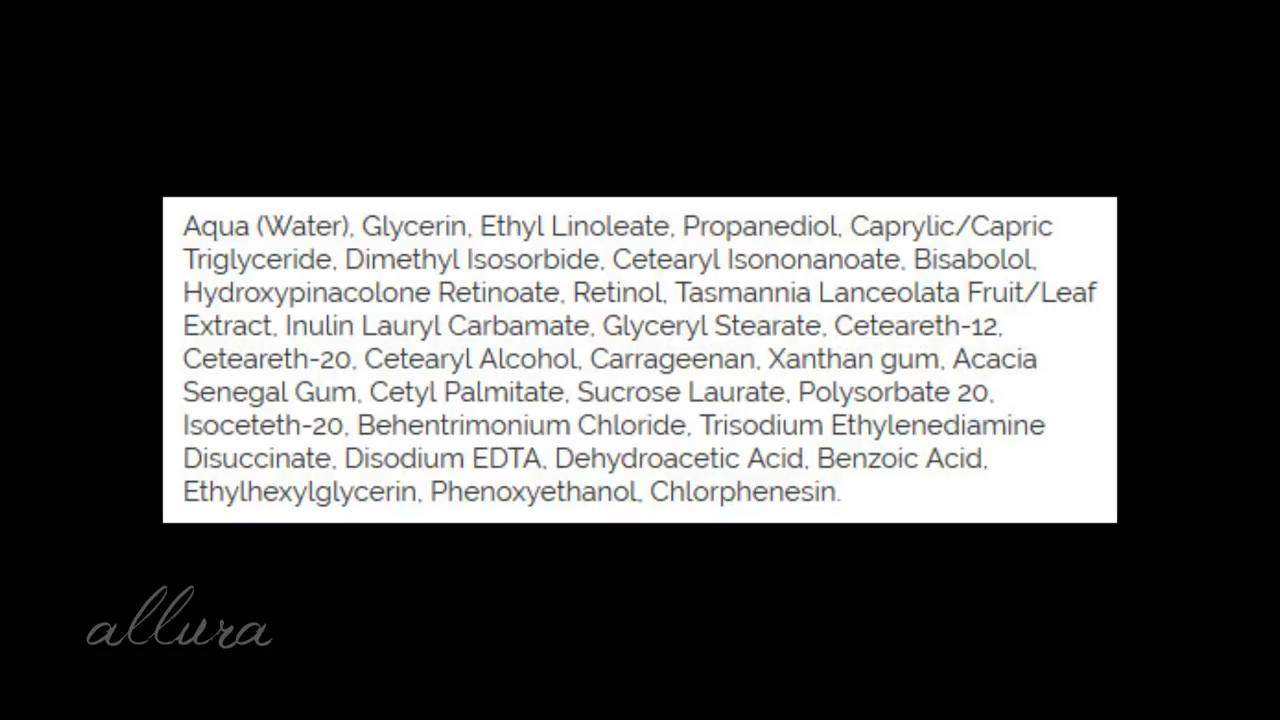 Aqua (Water), Glycerin, Ethyl Linoleate, Propanediol, Caprylic/Capric
Triglyceride, Dimethyl Isosorbide, Cetearyl Isononanoate, Bisabolol,
Hydroxypinacolone Retinoate, Retinol, Tasmannia Lanceolata Fruit/Leaf
Extract, Inulin Lauryl Carbamate, Glyceryl Stearate, Ceteareth-12,
Ceteareth-20, Cetearyl Alcohol, Carrageenan, Xanthan gum, Acacia
Senegal Gum, Cetyl Palmitate, Sucrose Laurate, Polysorbate 20,
Isoceteth-20, Behentrimonium Chloride, Trisodium Ethylenediamine
Disuccinate, Disodium EDTA, Dehydroacetic Acid, Benzoic Acid,
Ethylhexylglycerin, Phenoxyethanol, Chlorphenesin.
allura